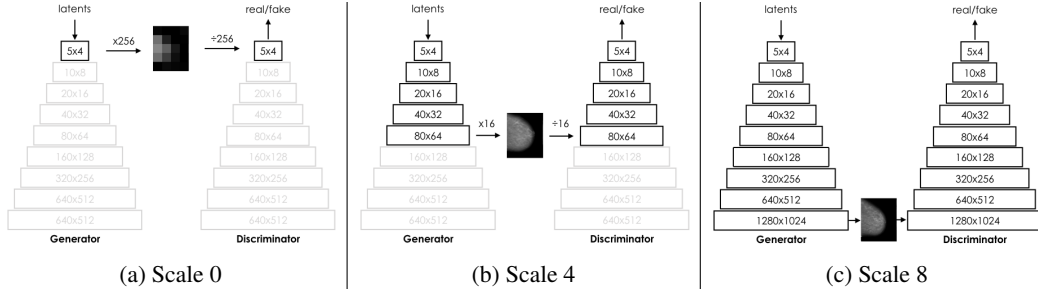 latents
real/fake
5x4
x256
÷256
5x4
10x8
10x8
20x16
20x16
40x32
40x32
80x64
80x64
160x128
160x128
320x256
320x256
640x512
640x512
640x512
640x512
Generator
Discriminator
(a) Scale 0
latents
real/fake
5x4
5x4
10x8
10x8
20x16
20x16
40x32
40x32
80x64
x16
÷16
80x64
160x128
160x128
320x256
320x256
640x512
640x512
640x512
640x512
Generator
Discriminator
(b) Scale 4
latents
real/fake
5x4
5x4
10x8
10x8
20x16
20x16
40x32
40x32
80x64
80x64
160x128
160x128
320x256
320x256
640x512
640x512
1280x1024
1280x1024
Generator
Discriminator
(c) Scale 8